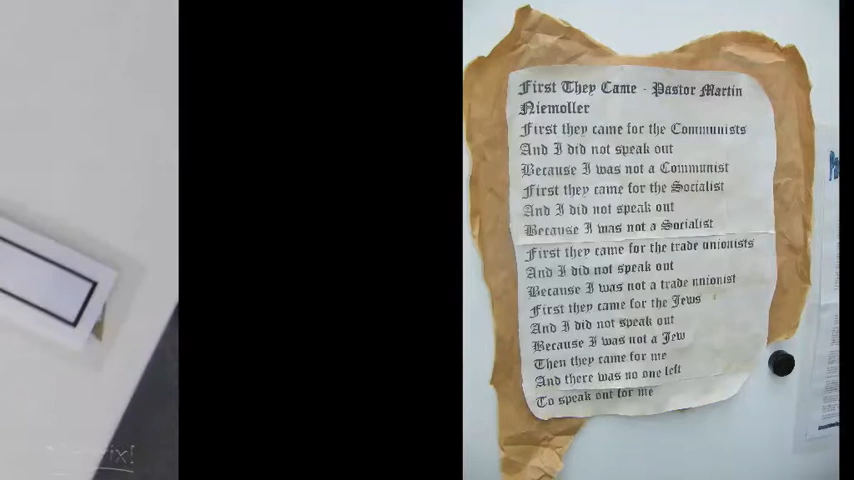 First They Came - Pastor Martin
Niemoller
First they came for the Communists
And I did not speak out
Because I was not a Communist
First they came for the Socialist
And I did not speak out
Because I was not a Socialist
First they came for the trade unionists
And I did not speak out
Because I was not a trade unionist
First they came for the Jews
And I did not speak out
Because I was not a Jew
Then they came for me
And there was no one left
To speak out for me